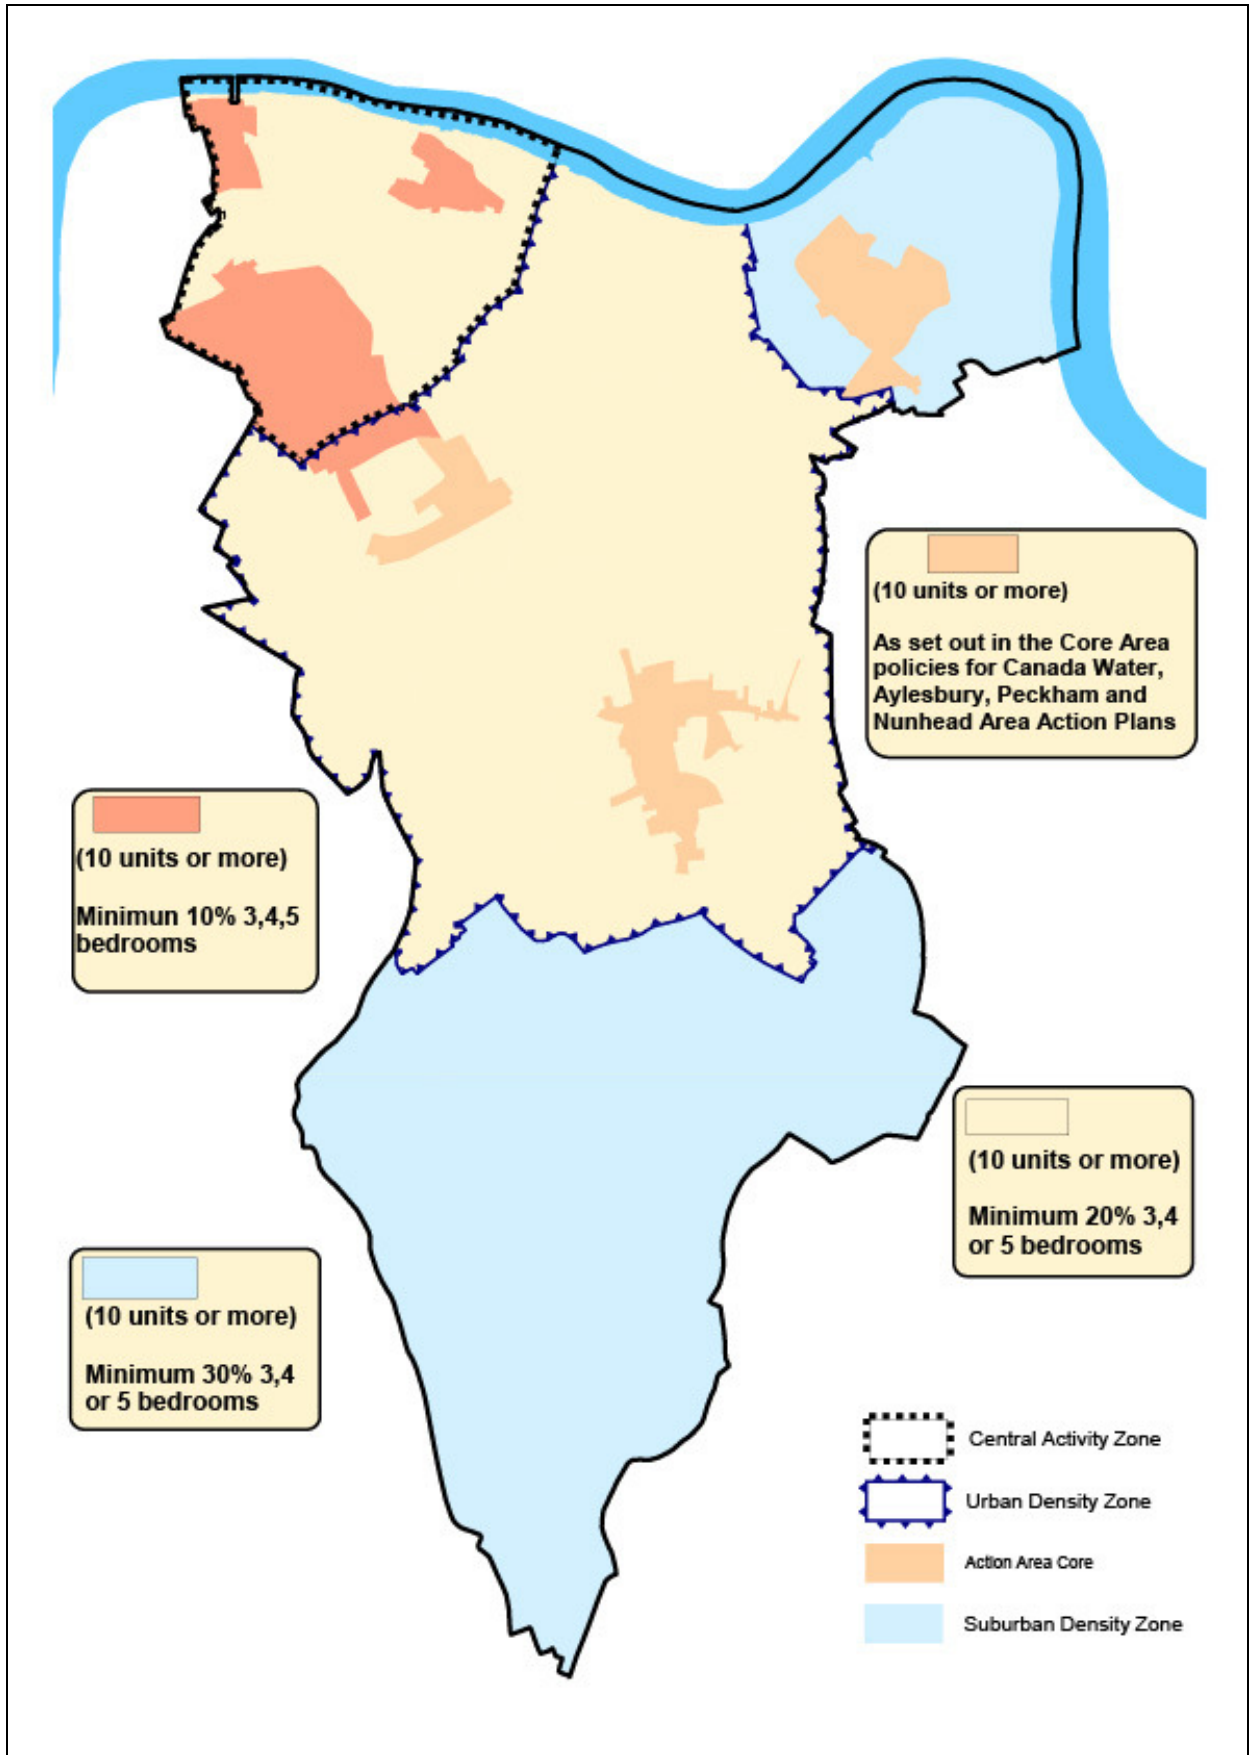 (10 units or more)
As set out in the Core Area
policies for Canada Water,
Aylesbury, Peckham and
Nunhead Area Action Plans
(10 units or more)
Minimun 10% 3,4,5
bedrooms
(10 units or more)
Minimum 20% 3,4
or 5 bedrooms
(10 units or more)
Minimum 30% 3,4
or 5 bedrooms
Central Activity Zone
Urban Density Zone
Action Area Core
Suburban Density Zone